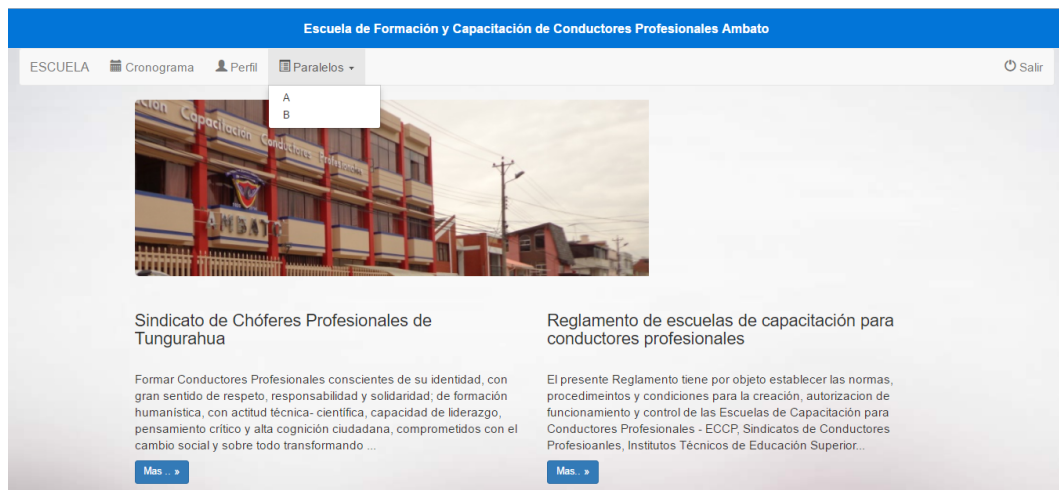 Escuela de Formación y Capacitación de Conductores Profesionales Ambato
ESCUELA Cronograma Perfil Paralelos Salir
A
B
ción Capacitación Conductores Profesionales
AMBATO
Sindicato de Chóferes Profesionales de
Tungurahua
Formar Conductores Profesionales conscientes de su identidad, con
gran sentido de respeto, responsabilidad y solidaridad; de formación
humanística, con actitud técnica- científica, capacidad de liderazgo,
pensamiento crítico y alta cognición ciudadana, comprometidos con el
cambio social y sobre todo transformando ...
Mas .. »
Reglamento de escuelas de capacitación para
conductores profesionales
El presente Reglamento tiene por objeto establecer las normas,
procedimeintos y condiciones para la creación, autorizacion de
funcionamiento y control de las Escuelas de Capacitación para
Conductores Profesionales - ECCP, Sindicatos de Conductores
Profesioanles, Institutos Técnicos de Educación Superior...
Mas.. »